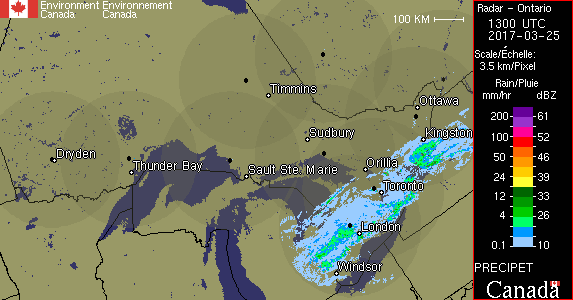 Environment Environnement
Canada Canada
100 KM
Timmins
Ottawa
Sudbury
Kingston
Dryden
Thunder Bay
Sault Ste. Marie
Orillia
Toronto
London
Windsor
Radar - Ontario
1300 UTC
2017-03-25
Scale/Échelle:
3.5 km/Pixel
Rain/Pluie
mm/hr dBZ
200 61
100 52
50 46
24 39
12 33
4 26
0.1 10
PRECIPET
Canada